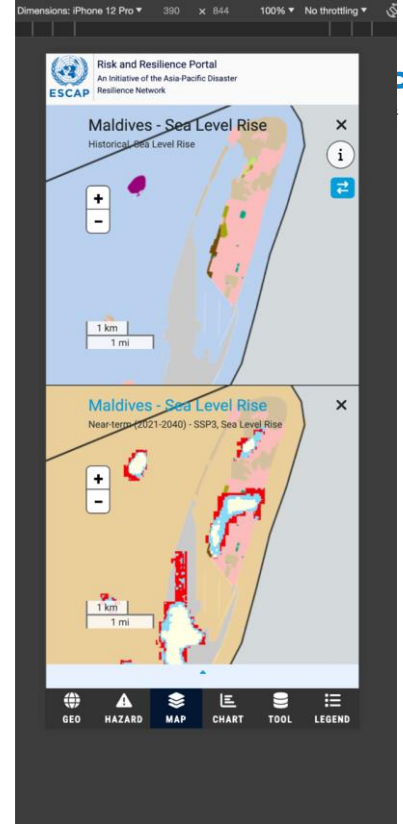 Dimensions: iPhone 12 Pro ▼ 390 x 844 100% ▼ No throttling ▼
ESCAP
Risk and Resilience Portal
An Initiative of the Asia-Pacific Disaster
Resilience Network
Maldives - Sea Level Rise
Historical, Sea Level Rise
×
i
+
−
1 km
1 mi
Maldives - Sea Level Rise
Near-term (2021-2040) - SSP3, Sea Level Rise
×
+
−
1 km
1 mi
GEO HAZARD MAP CHART TOOL LEGEND